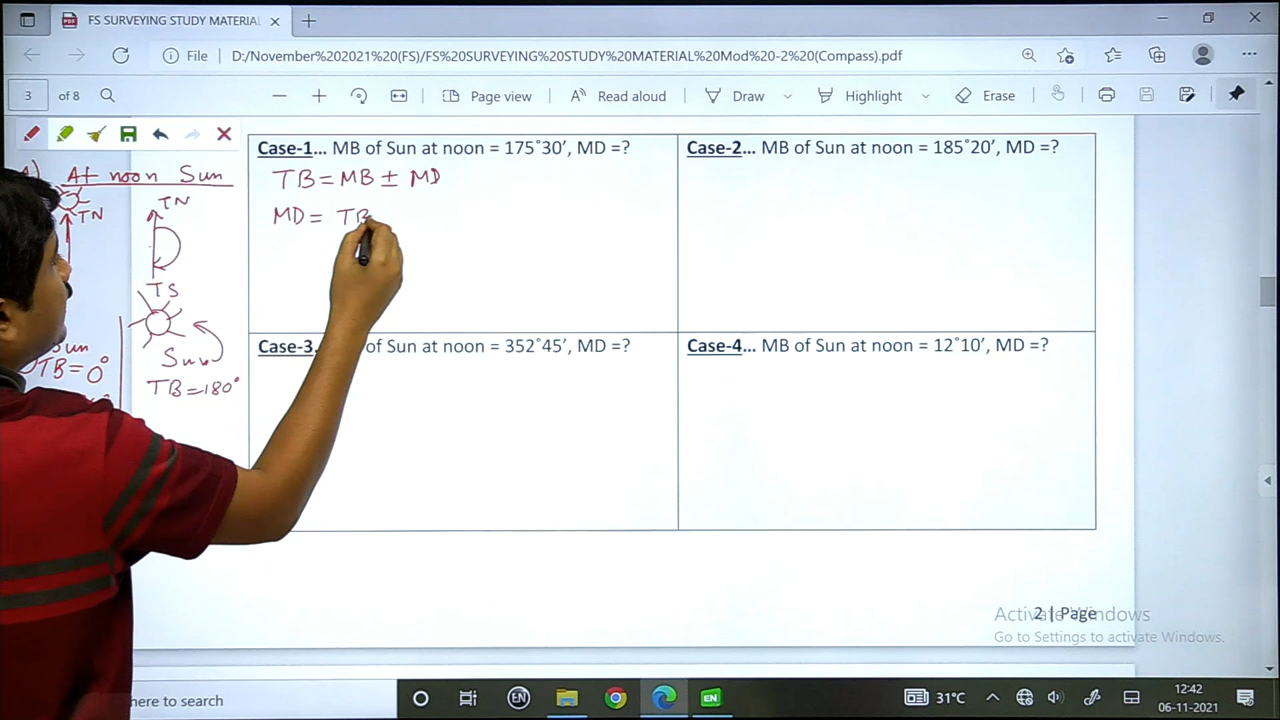 FS SURVEYING STUDY MATERIAL
File
D:/November%202021%20(FS)/FS%20SURVEYING%20STUDY%20MATERIAL%20Mod%20-2%20(Compass).pdf
3 of 8
Page view
Read aloud
Draw
Highlight
Erase
At noon Sun
TN
TN
TS
Sun
TB=0°
Sun
TB=180°
Case-1... MB of Sun at noon = 175°30', MD =?
TB=MB ± MD
MD= TB
Case-2... MB of Sun at noon = 185°20', MD =?
Case-3. of Sun at noon = 352°45', MD =?
Case-4... MB of Sun at noon = 12°10', MD =?
2 | Page
Activate Windows
Go to Settings to activate Windows.
here to search
EN
EN
31°C
12:42
06-11-2021